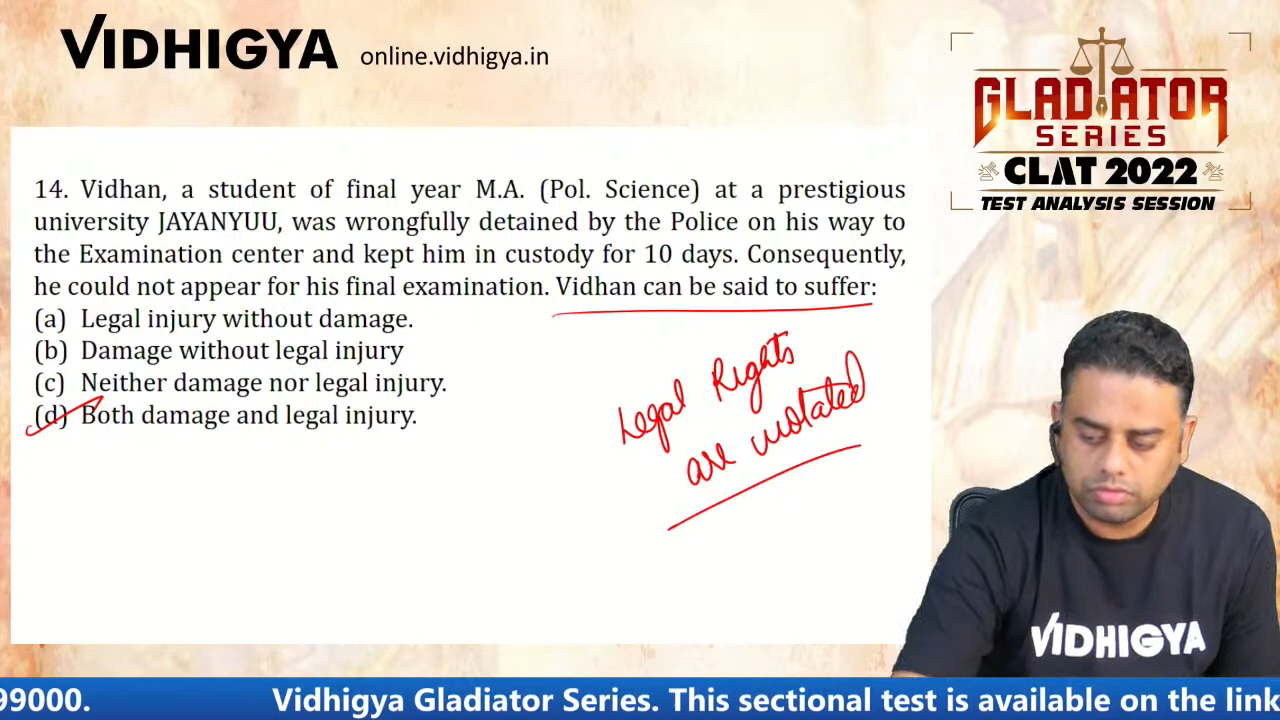 VIDHIGYA online.vidhigya.in
GLADIATOR
SERIES
CLAT 2022
TEST ANALYSIS SESSION
14. Vidhan, a student of final year M.A. (Pol. Science) at a prestigious
university JAYANYUU, was wrongfully detained by the Police on his way to
the Examination center and kept him in custody for 10 days. Consequently,
he could not appear for his final examination. Vidhan can be said to suffer:
(a) Legal injury without damage.
(b) Damage without legal injury
(c) Neither damage nor legal injury.
(d) Both damage and legal injury.
Legal Rights
are violated
VIDHIGYA
99000. Vidhigya Gladiator Series. This sectional test is available on the link